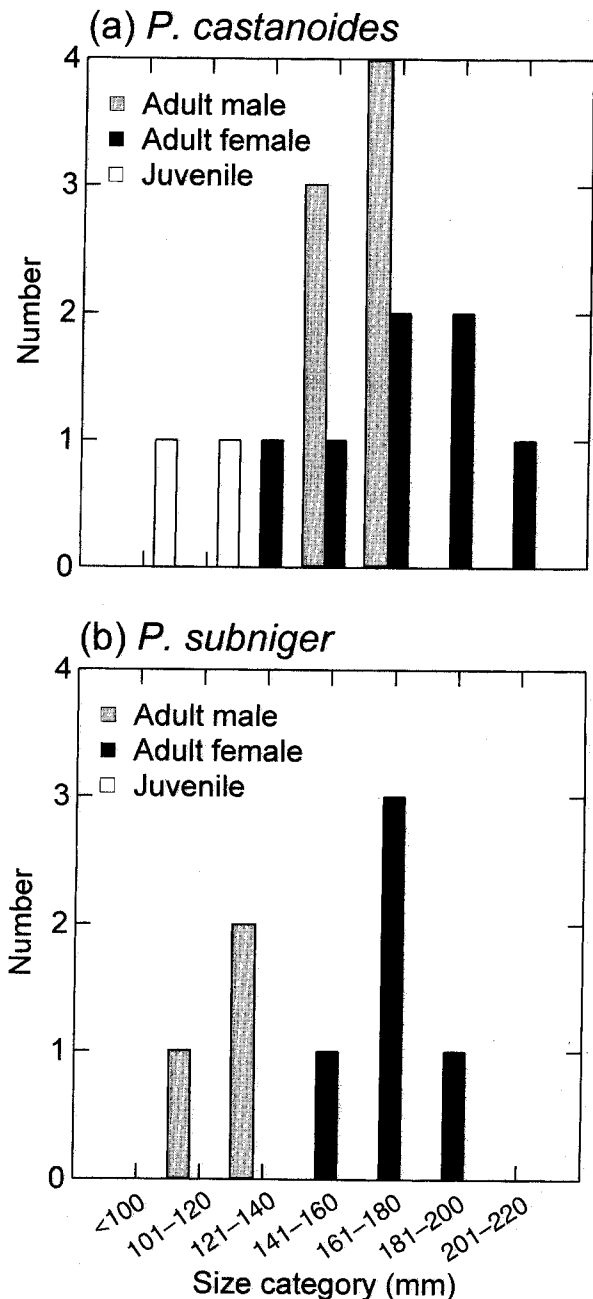 (a) P. castanoides
4
Adult male
Adult female
3
Juvenile
2
1
0
Number
(b) P. subniger
4
Adult male
Adult female
3
Juvenile
2
1
0
Number
<100
101–120
121–140
141–160
161–180
181–200
201–220
Size category (mm)